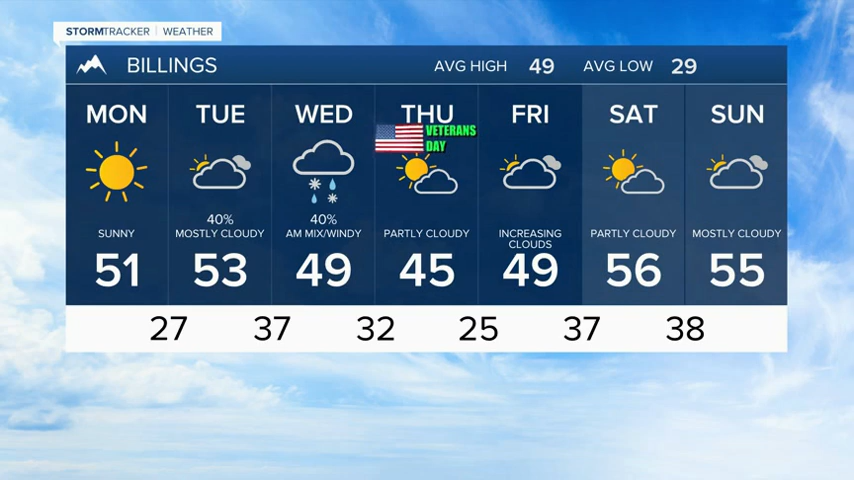 STORMTRACKER | WEATHER
BILLINGS AVG HIGH 49 AVG LOW 29
MON TUE WED THU FRI SAT SUN
VETERANS
DAY
40% 40%
SUNNY MOSTLY CLOUDY AM MIX/WINDY PARTLY CLOUDY INCREASING PARTLY CLOUDY MOSTLY CLOUDY
CLOUDS
51 53 49 45 49 56 55
27 37 32 25 37 38